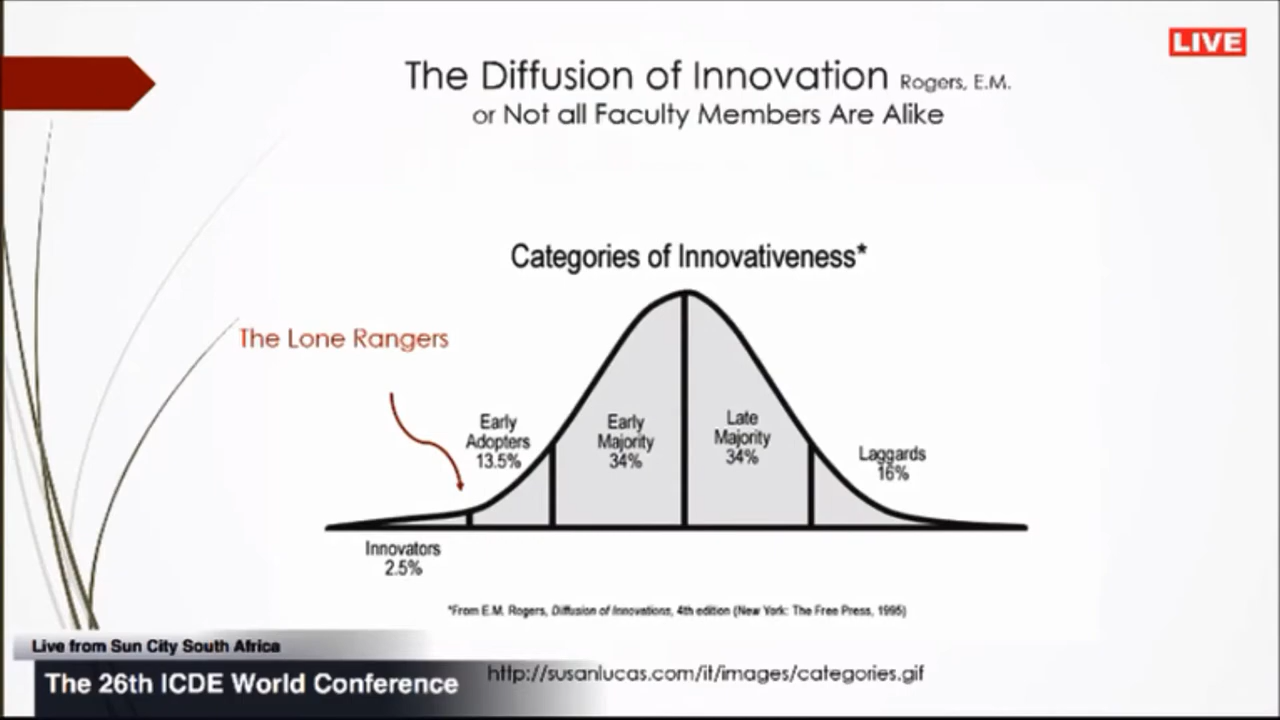 LIVE
The Diffusion of Innovation Rogers, E.M.
or Not all Faculty Members Are Alike
Categories of Innovativeness*
The Lone Rangers
Early
Adopters
13.5%
Early
Majority
34%
Late
Majority
34%
Laggards
16%
Innovators
2.5%
*From E.M. Rogers, Diffusion of Innovations, 4th edition (New York: The Free Press, 1995)
Live from Sun City South Africa
The 26th ICDE World Conference
http://susanlucas.com/it/images/categories.gif